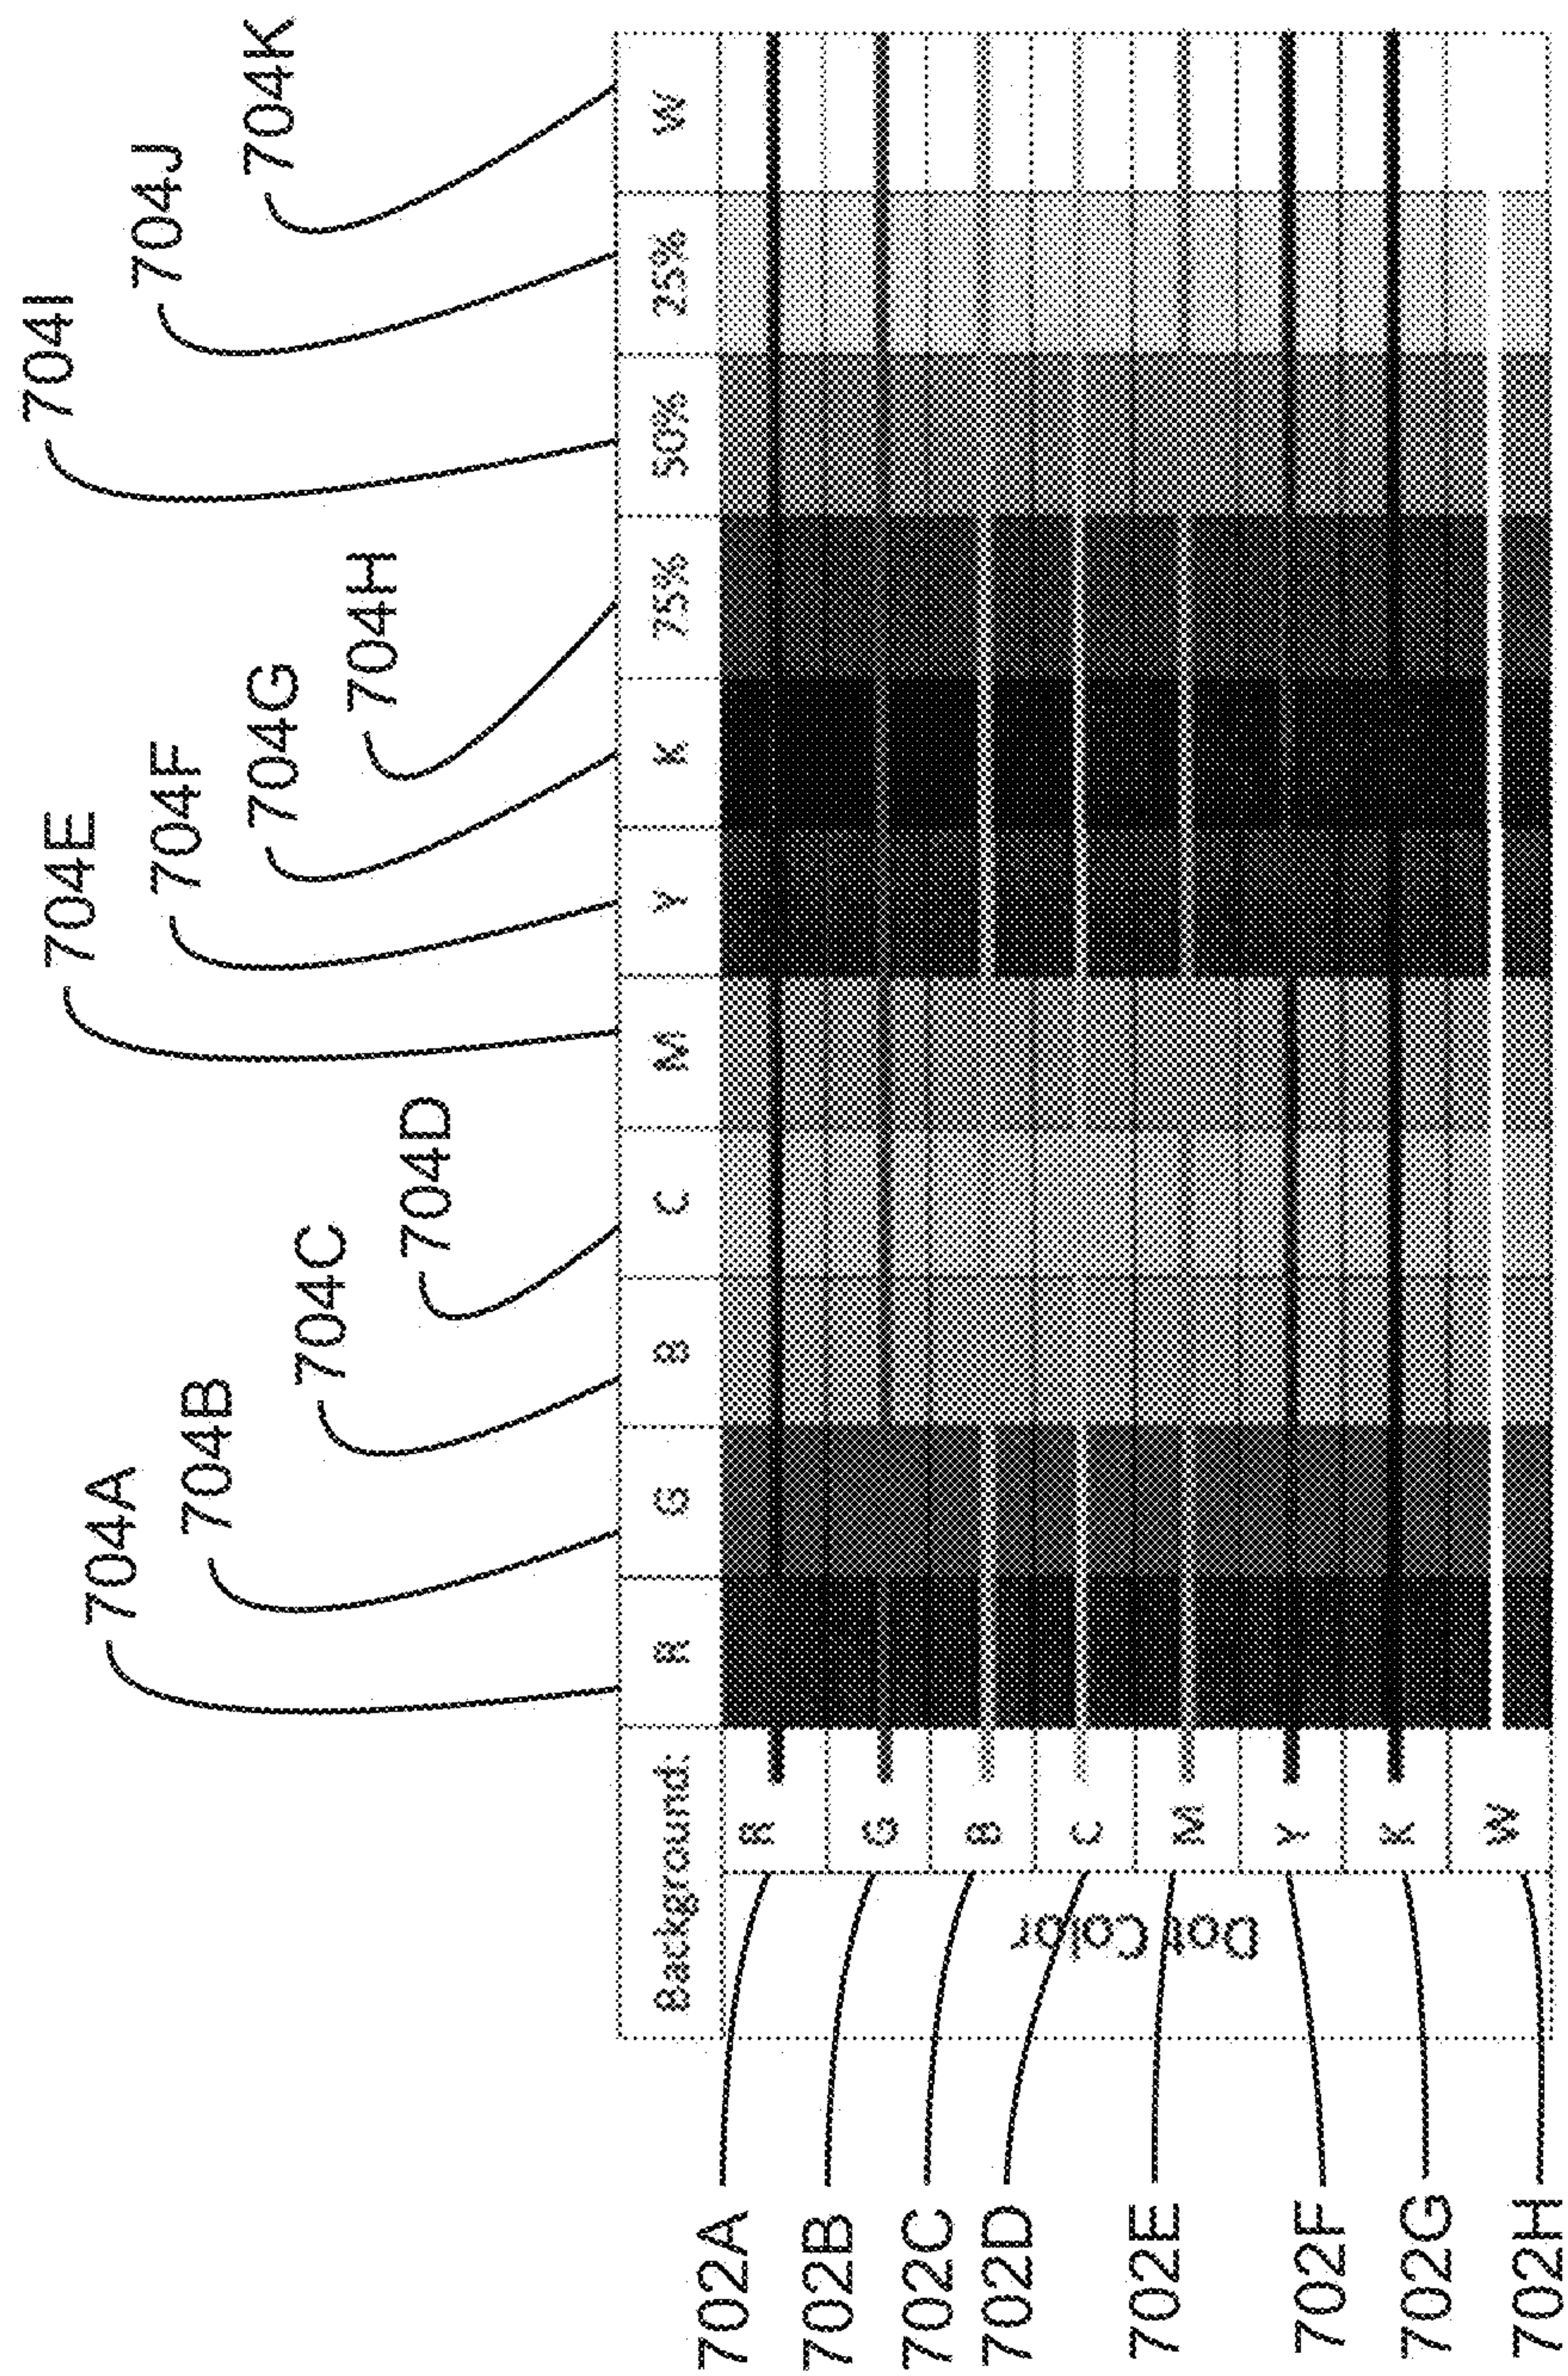 704A
704B
704C
704D
704E
704F
704G
704H
704I
704J
704K
Background: R G B C M Y K 75% 50% 25% W
Dot Color
702A R
702B G
702C B
702D C
702E M
702F Y
702G K
702H W